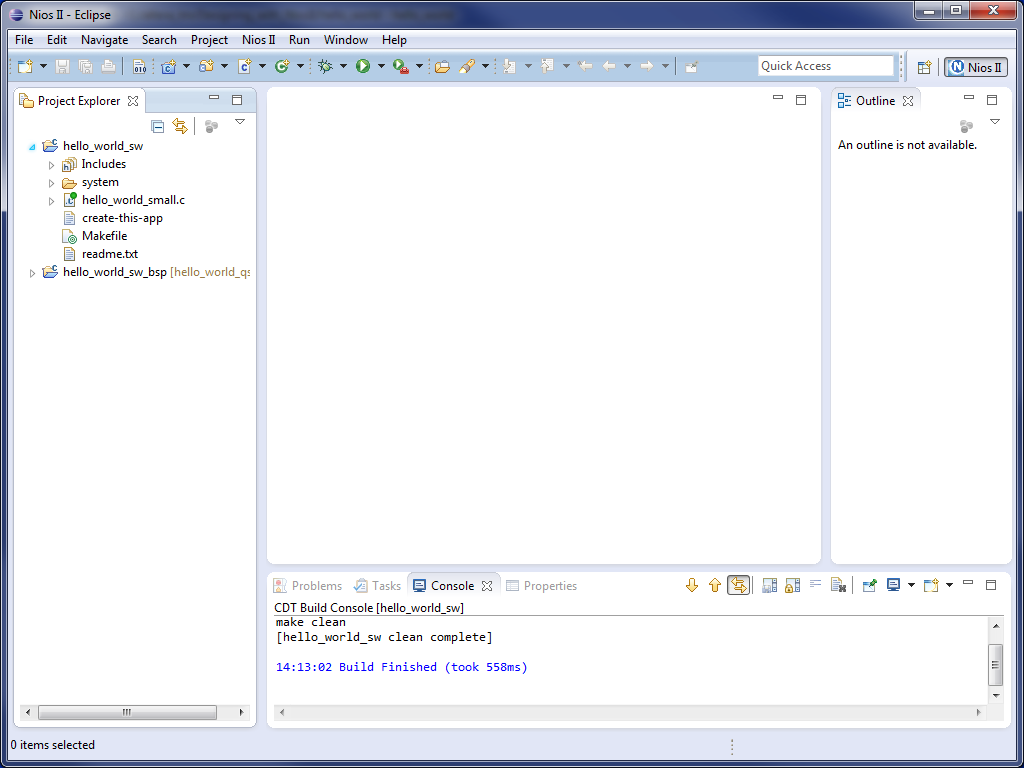 Nios II - Eclipse
File Edit Navigate Search Project Nios II Run Window Help
010
Quick Access
Nios II
Project Explorer
Outline
An outline is not available.
hello_world_sw
Includes
system
hello_world_small.c
create-this-app
Makefile
readme.txt
hello_world_sw_bsp [hello_world_qs
Problems Tasks Console Properties
CDT Build Console [hello_world_sw]
make clean
[hello_world_sw clean complete]
14:13:02 Build Finished (took 558ms)
0 items selected